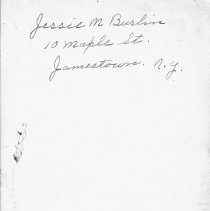 Jessie M Burlin
10 Maple St.
Jamestown. N.Y.